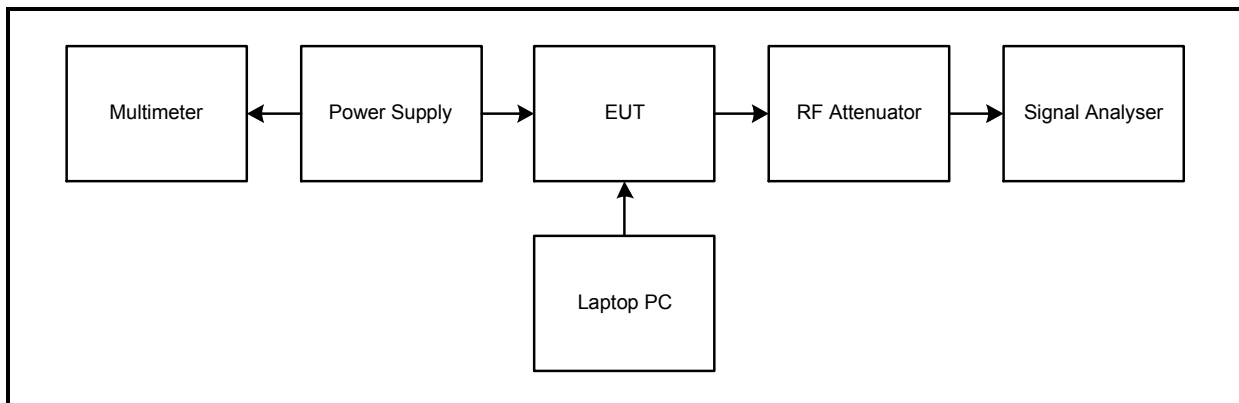 Multimeter
Power Supply
EUT
RF Attenuator
Signal Analyser
Laptop PC